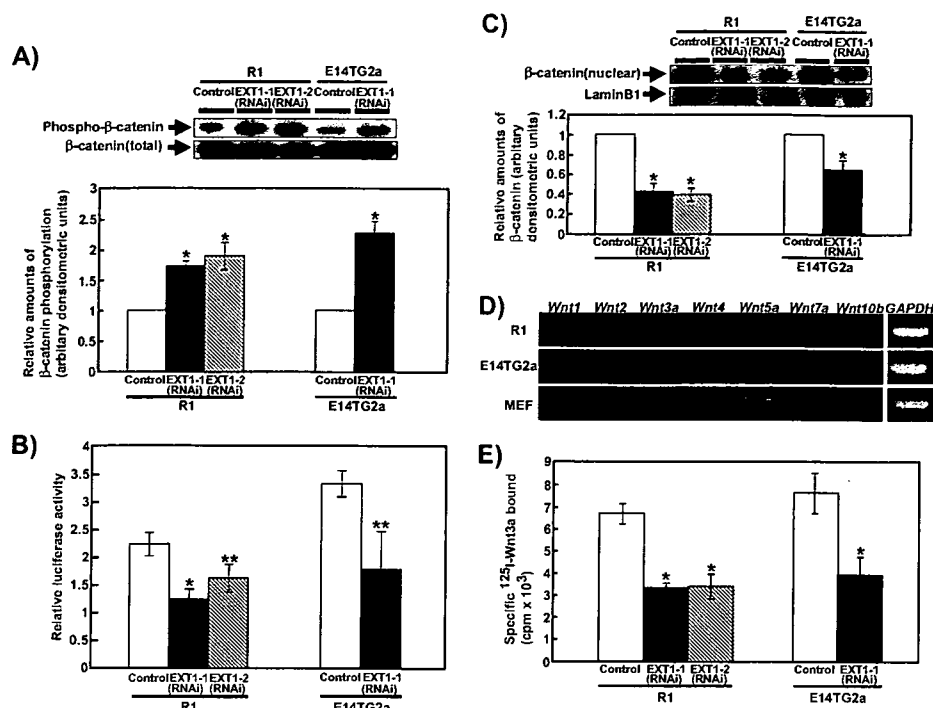 A)
R1
E14TG2a
Control
EXT1-1
(RNAi)
EXT1-2
(RNAi)
Control
EXT1-1
(RNAi)
Phospho-β-catenin
β-catenin(total)
Relative amounts of
β-catenin phosphorylation
(arbitary densitometric units)
3
2.5
2
1.5
1
0.5
0
Control
EXT1-1
(RNAi)
EXT1-2
(RNAi)
Control
EXT1-1
(RNAi)
R1
E14TG2a
*
*
*
B)
Relative luciferase activity
4
3.5
3
2.5
2
1.5
1
0.5
0
*
**
**
Control
EXT1-1
(RNAi)
EXT1-2
(RNAi)
Control
EXT1-1
(RNAi)
R1
E14TG2a
C)
R1
E14TG2a
Control
EXT1-1
(RNAi)
EXT1-2
(RNAi)
Control
EXT1-1
(RNAi)
β-catenin(nuclear)
LaminB1
Relative amounts of
β-catenin (arbitary
densitometric units)
1
0.8
0.6
0.4
0.2
0
*
*
*
Control
EXT1-1
(RNAi)
EXT1-2
(RNAi)
Control
EXT1-1
(RNAi)
R1
E14TG2a
D)
Wnt1 Wnt2 Wnt3a Wnt4 Wnt5a Wnt7a Wnt10b GAPDH
R1
E14TG2a
MEF
E)
Specific ¹²⁵I-Wnt3a bound
(cpm x 10³)
9
8
7
6
5
4
3
2
1
0
*
*
*
Control
EXT1-1
(RNAi)
EXT1-2
(RNAi)
Control
EXT1-1
(RNAi)
R1
E14TG2a